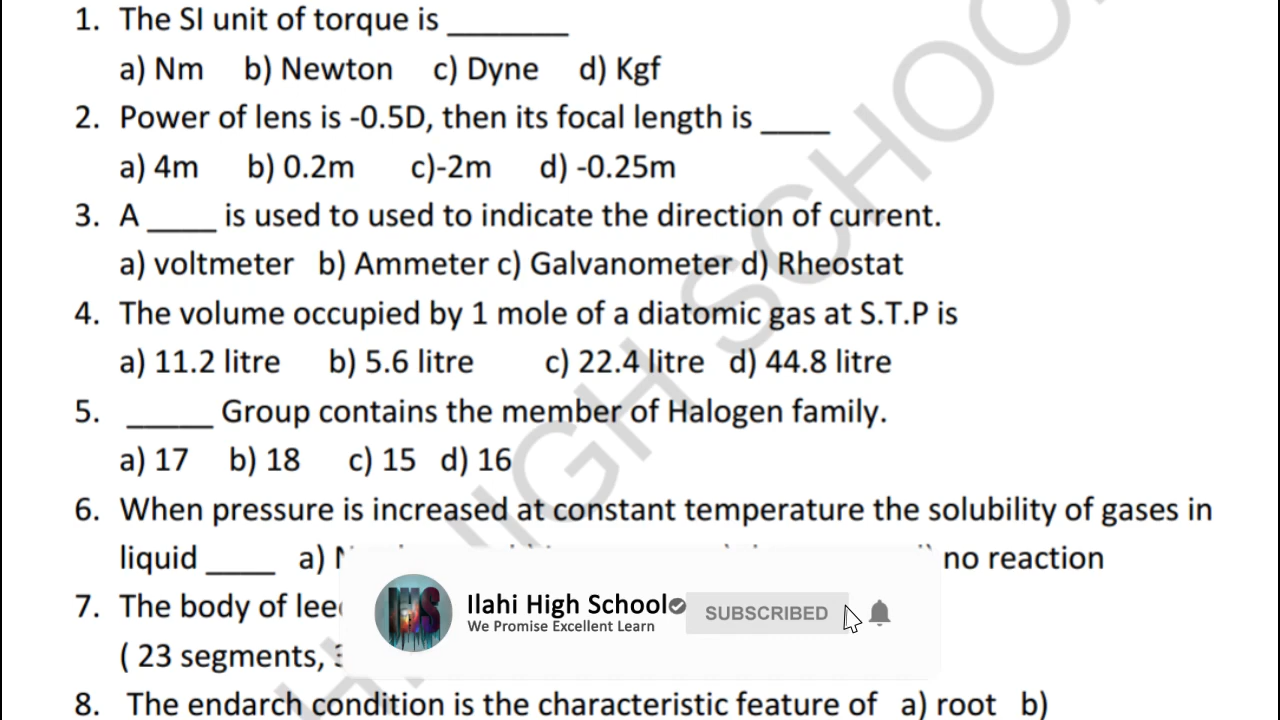 1. The SI unit of torque is _______
a) Nm b) Newton c) Dyne d) Kgf
2. Power of lens is -0.5D, then its focal length is ____
a) 4m b) 0.2m c)-2m d) -0.25m
3. A ____ is used to used to indicate the direction of current.
a) voltmeter b) Ammeter c) Galvanometer d) Rheostat
4. The volume occupied by 1 mole of a diatomic gas at S.T.P is
a) 11.2 litre b) 5.6 litre c) 22.4 litre d) 44.8 litre
5. _____ Group contains the member of Halogen family.
a) 17 b) 18 c) 15 d) 16
6. When pressure is increased at constant temperature the solubility of gases in
liquid ____ a) no reaction
7. The body of
( 23 segments,
Ilahi High School
We Promise Excellent Learn
SUBSCRIBED
8. The endarch condition is the characteristic feature of a) root b)
HIGH SCHOOL